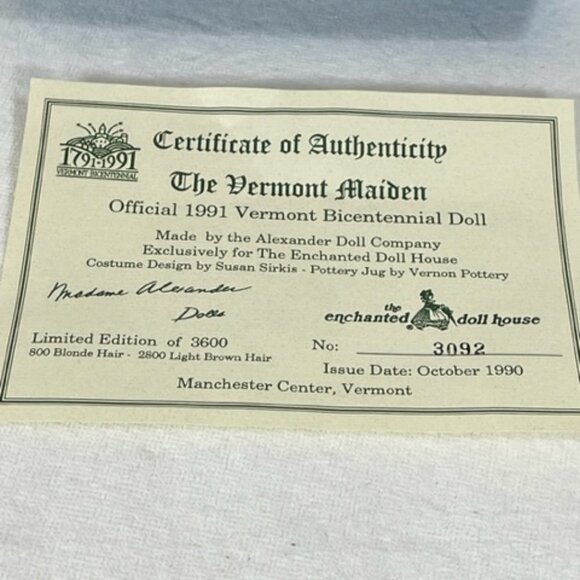 1791-1991
VERMONT BICENTENNIAL
Certificate of Authenticity
The Vermont Maiden
Official 1991 Vermont Bicentennial Doll
Made by the Alexander Doll Company
Exclusively for The Enchanted Doll House
Costume Design by Susan Sirkis - Pottery Jug by Vernon Pottery
Madame Alexander
Dolls
the
enchanted doll house
Limited Edition of 3600
800 Blonde Hair - 2800 Light Brown Hair
No: 3092
Issue Date: October 1990
Manchester Center, Vermont